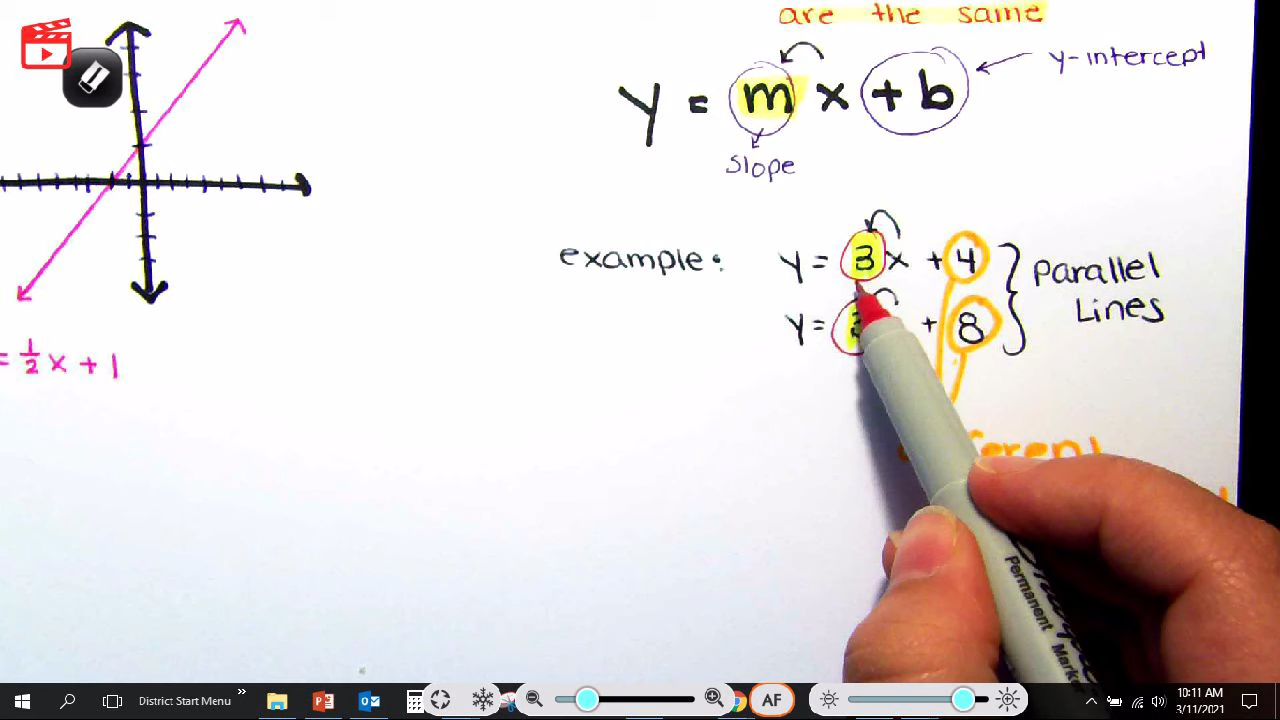 are the same
y = m x + b
y-intercept
slope
example: y = 3x + 4
y = + 8
Parallel
Lines
= 1/2 x + 1
Permanent Marker
District Start Menu
AF
10:11 AM
3/11/2021